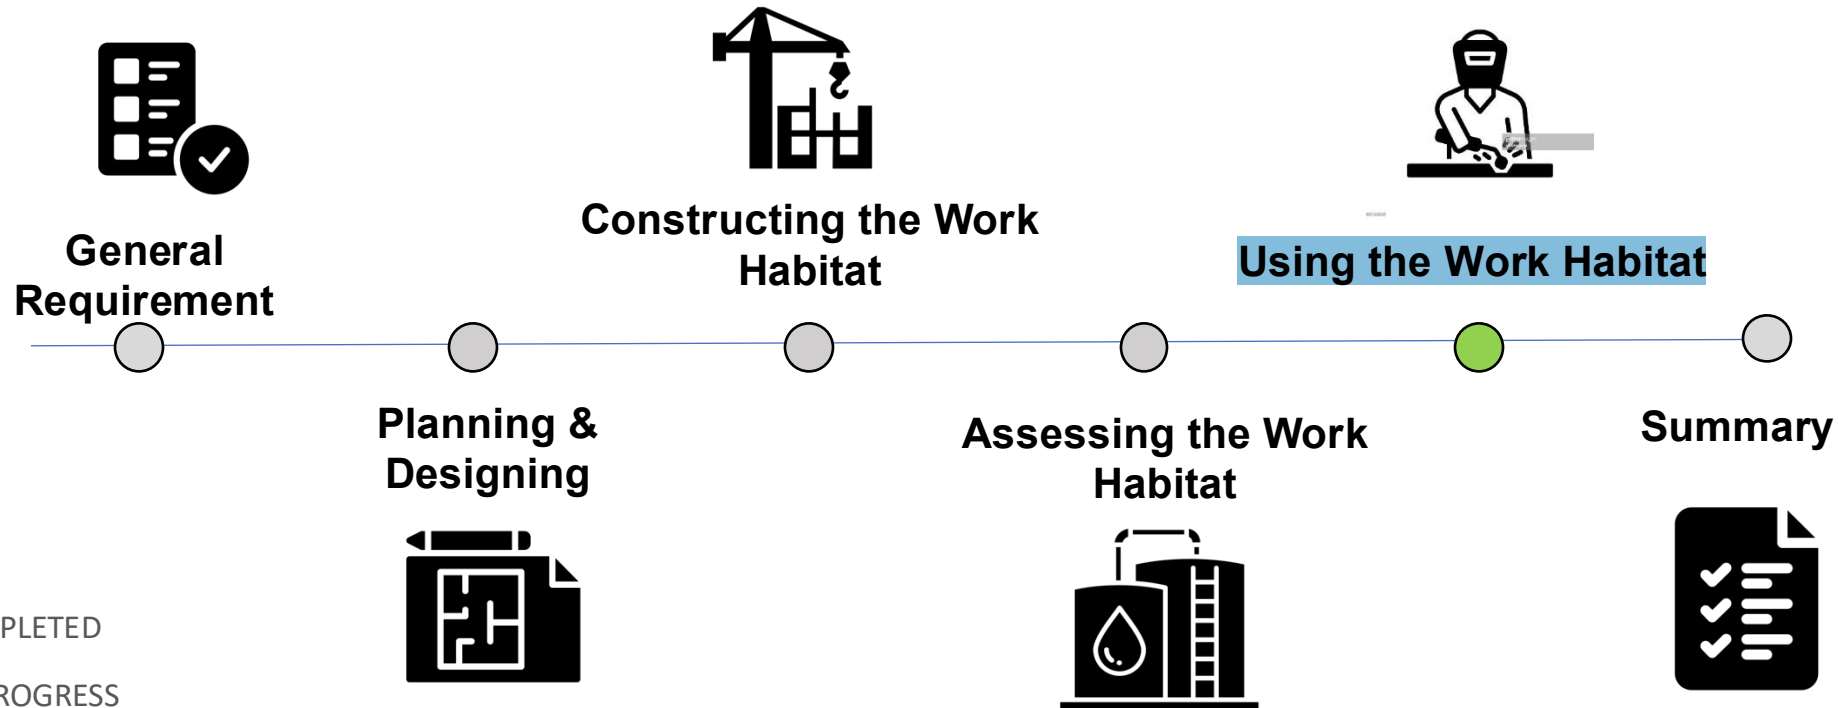 General
Requirement
Constructing the Work
Habitat
Using the Work Habitat
Planning &
Designing
Assessing the Work
Habitat
Summary
PLETED
ROGRESS